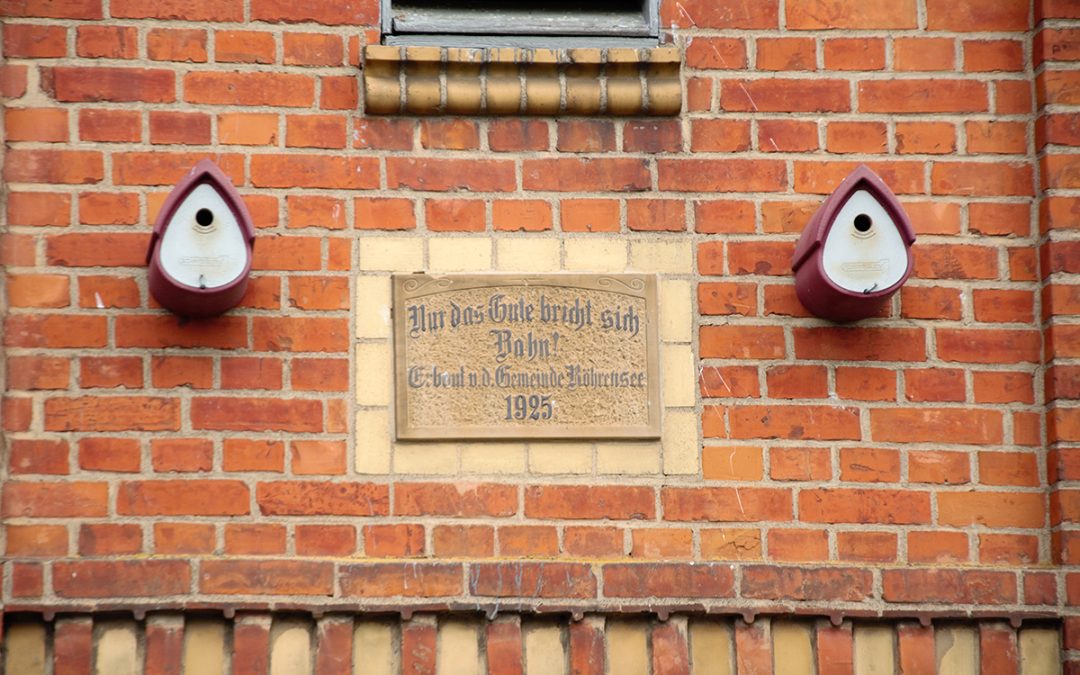 Nur das Gute bricht sich
Bahn!
Erbaut v. d. Gemeinde Röhrensee
1925